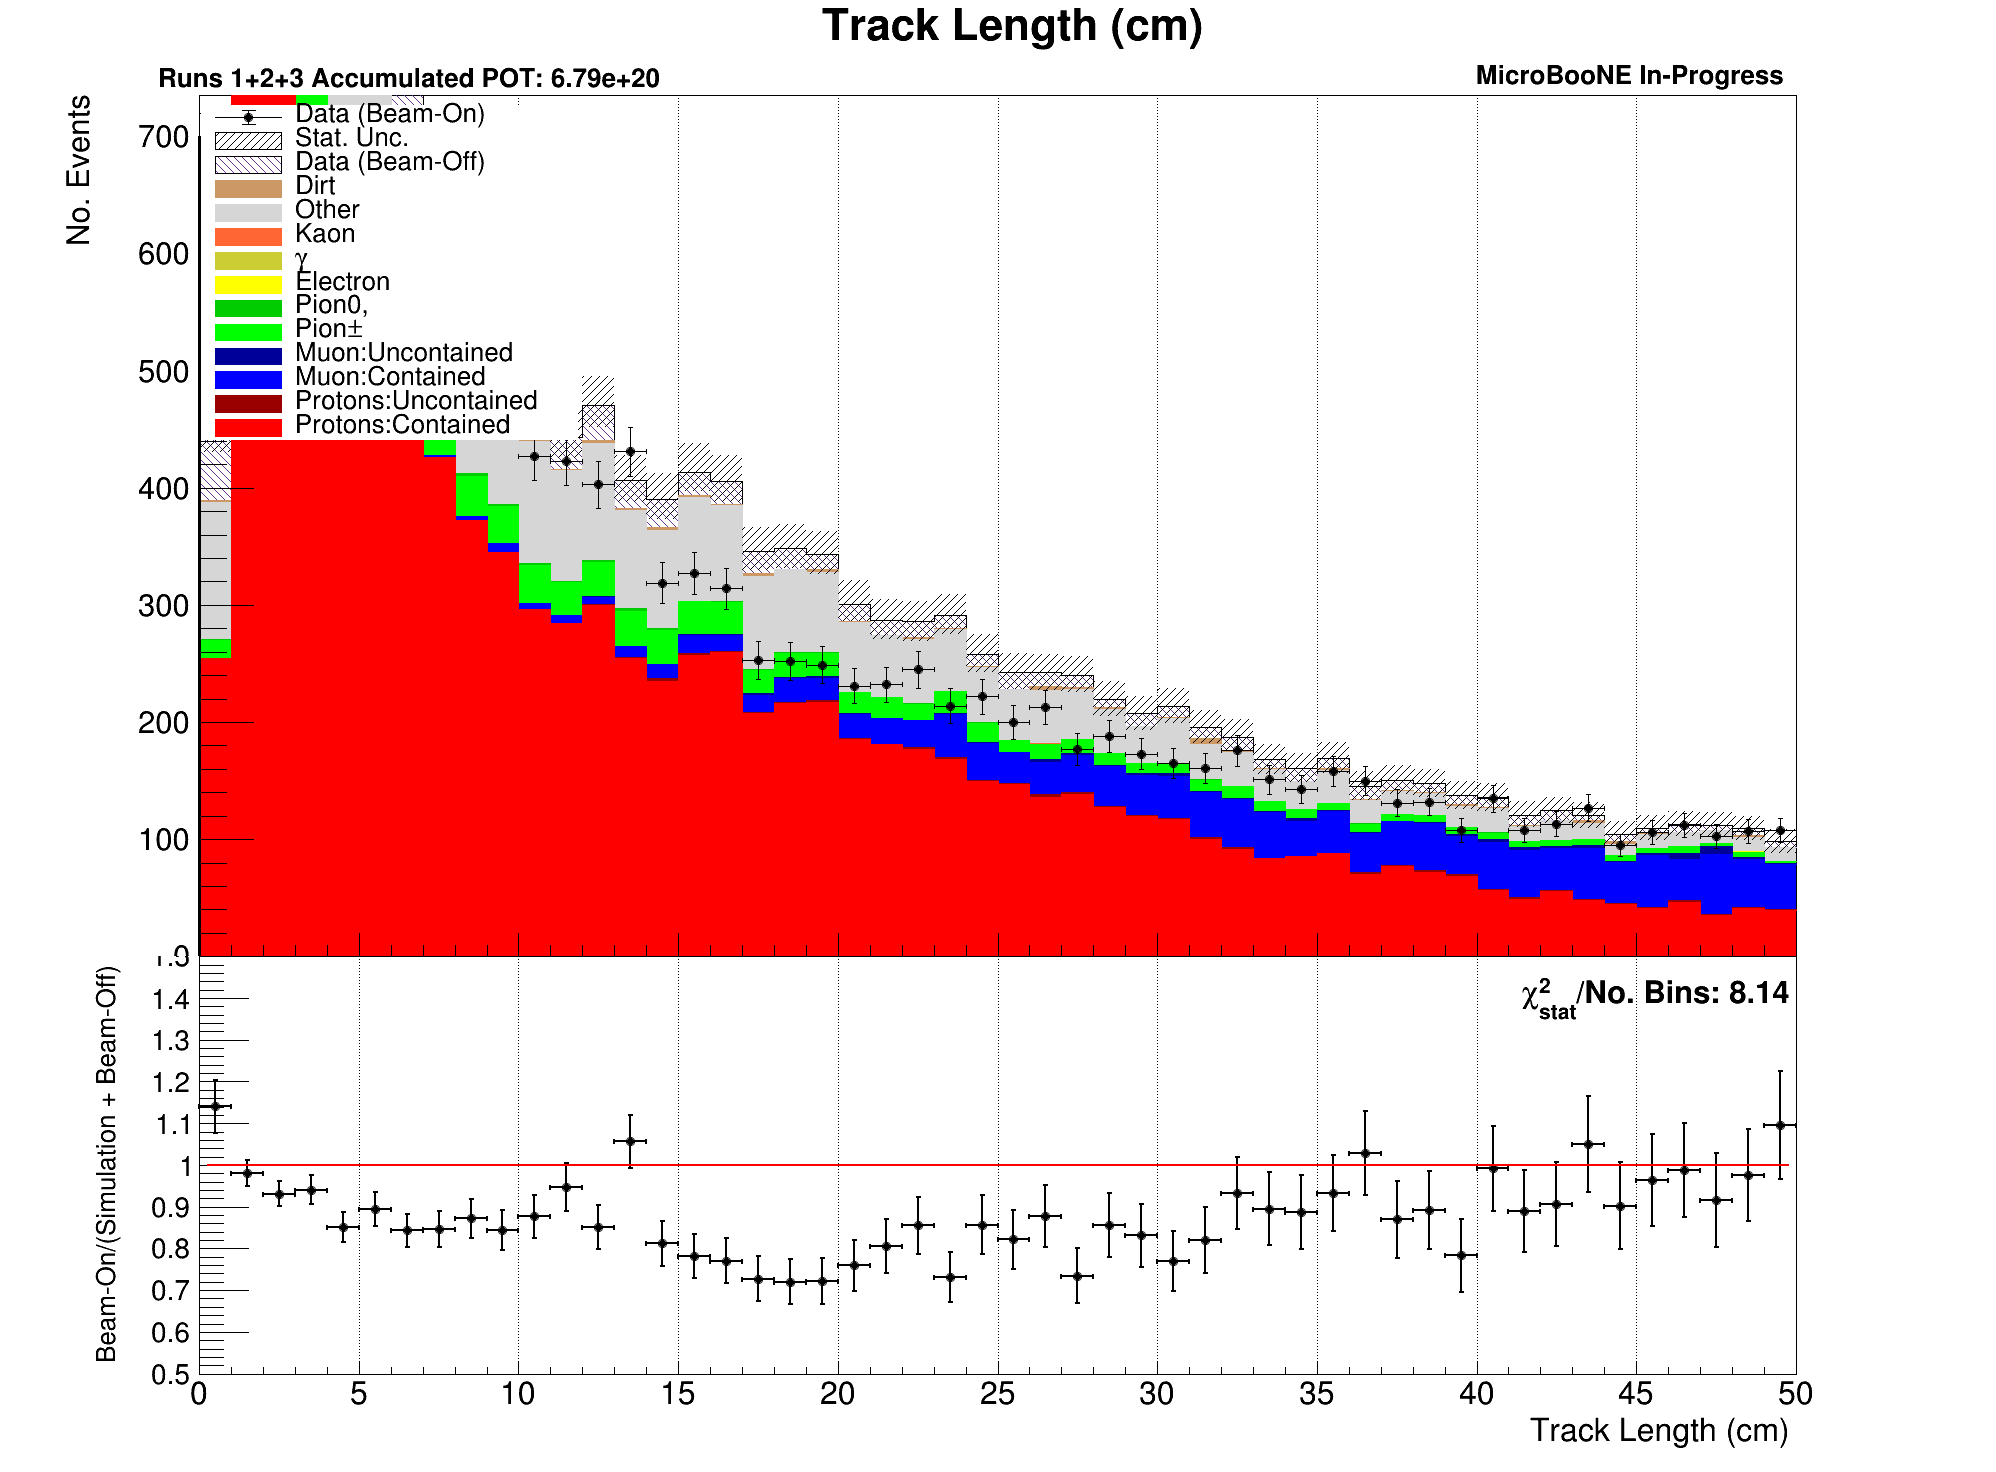 Track Length (cm)
Runs 1+2+3 Accumulated POT: 6.79e+20
MicroBooNE In-Progress
No. Events
700
600
500
400
300
200
100
0
Data (Beam-On)
Stat. Unc.
Data (Beam-Off)
Dirt
Other
Kaon
γ
Electron
Pion0,
Pion±
Muon:Uncontained
Muon:Contained
Protons:Uncontained
Protons:Contained
Beam-On/(Simulation + Beam-Off)
1.5
1.4
1.3
1.2
1.1
1
0.9
0.8
0.7
0.6
0.5
χ²stat/No. Bins: 8.14
0 5 10 15 20 25 30 35 40 45 50
Track Length (cm)